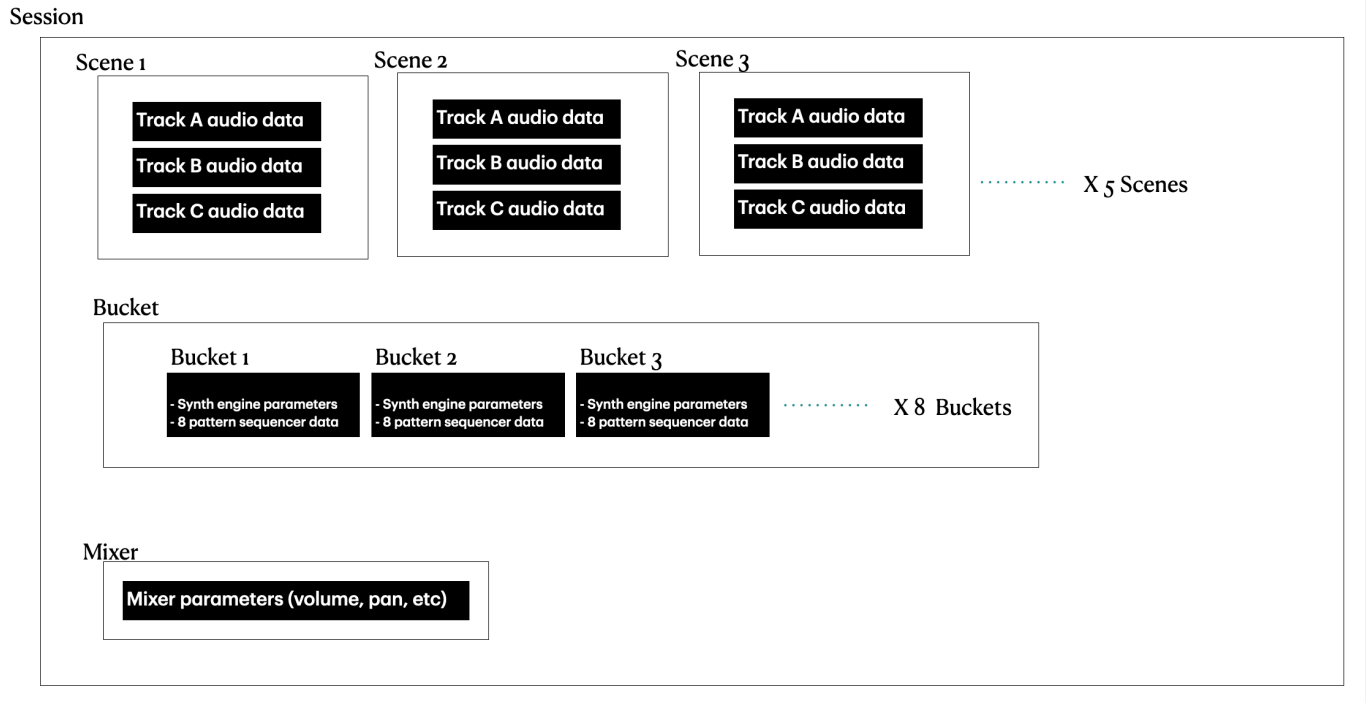 Session
Scene 1
Track A audio data
Track B audio data
Track C audio data
Scene 2
Track A audio data
Track B audio data
Track C audio data
Scene 3
Track A audio data
Track B audio data
Track C audio data
X 5 Scenes
Bucket
Bucket 1
- Synth engine parameters
- 8 pattern sequencer data
Bucket 2
- Synth engine parameters
- 8 pattern sequencer data
Bucket 3
- Synth engine parameters
- 8 pattern sequencer data
X 8 Buckets
Mixer
Mixer parameters (volume, pan, etc)